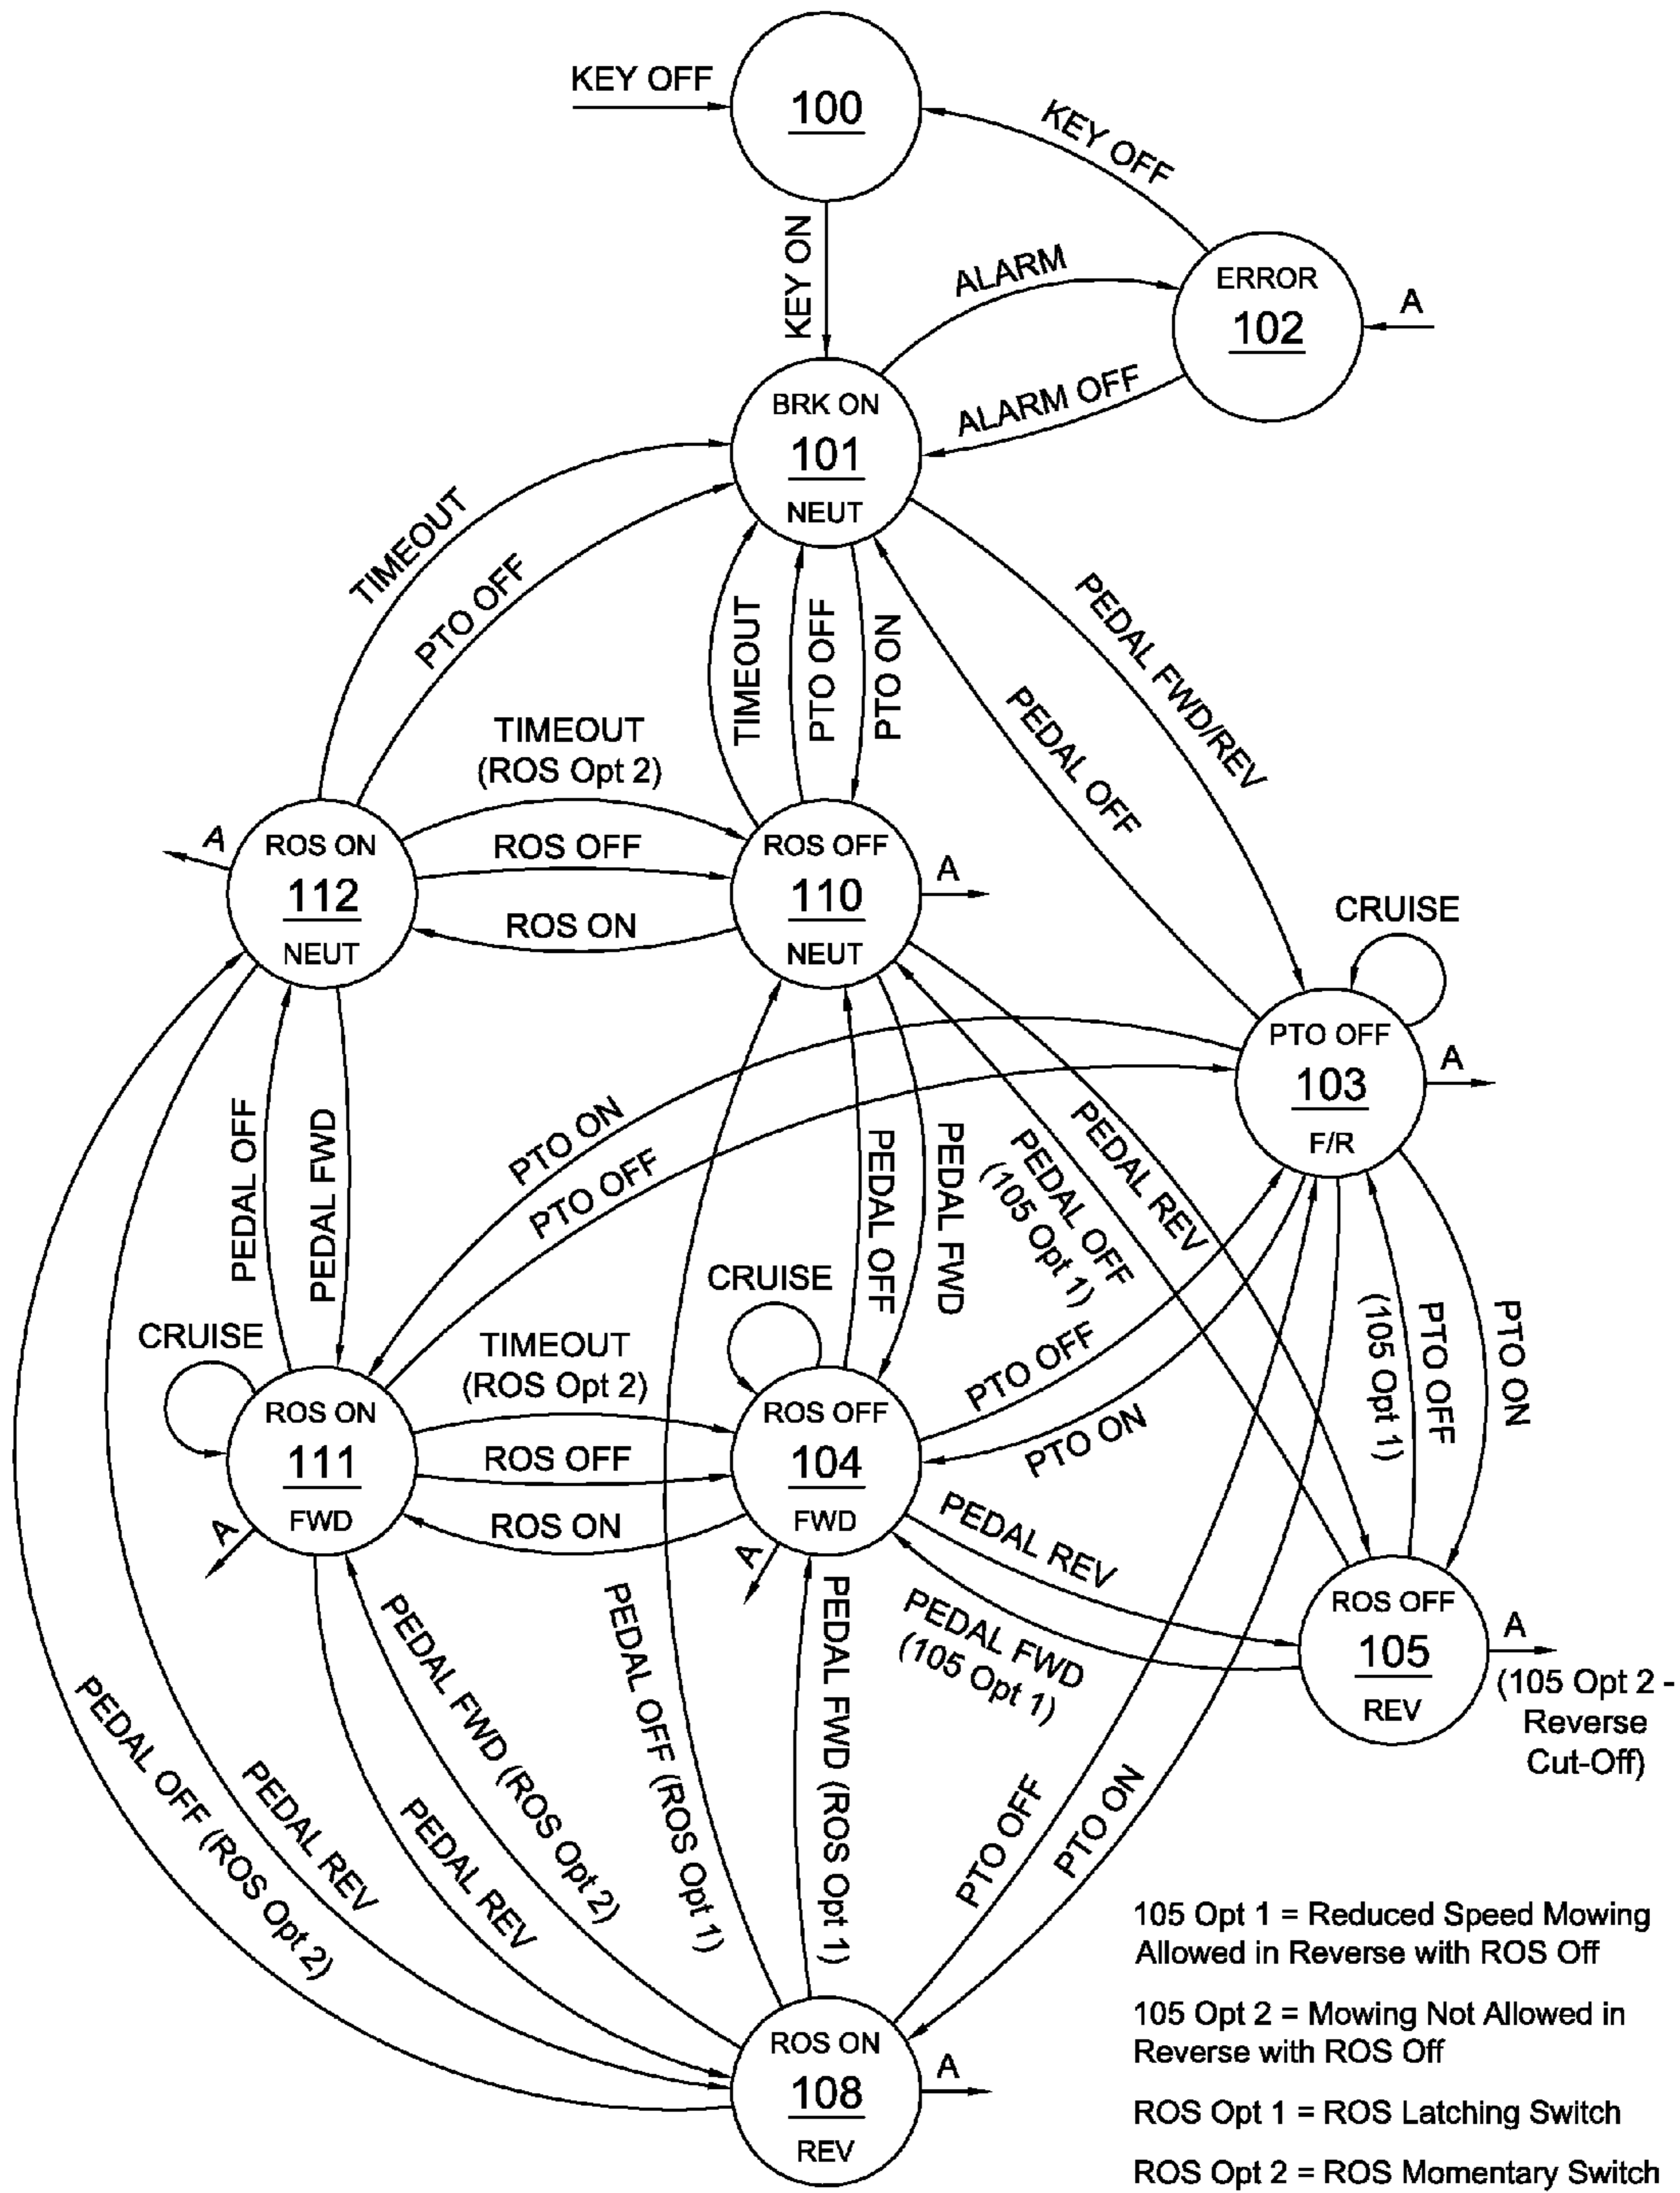 KEY OFF
100
KEY OFF
KEY ON
ALARM
ERROR
102
A
ALARM OFF
BRK ON
101
NEUT
TIMEOUT
PTO OFF
TIMEOUT
PTO OFF
PTO ON
PEDAL FWD/REV
PEDAL OFF
TIMEOUT
(ROS Opt 2)
A
ROS ON
112
NEUT
ROS OFF
ROS ON
ROS OFF
110
NEUT
A
CRUISE
PTO OFF
103
F/R
A
PEDAL OFF
PEDAL FWD
PTO ON
PTO OFF
PEDAL OFF
PEDAL FWD
PEDAL OFF
(105 Opt 1)
PEDAL REV
CRUISE
CRUISE
TIMEOUT
(ROS Opt 2)
PTO OFF
PTO ON
PTO OFF
(105 Opt 1)
PTO ON
ROS ON
111
FWD
A
ROS OFF
ROS ON
ROS OFF
104
FWD
A
PEDAL REV
PEDAL FWD
(105 Opt 1)
ROS OFF
105
REV
A
(105 Opt 2 -
Reverse
Cut-Off)
PEDAL OFF (ROS Opt 2)
PEDAL REV
PEDAL REV
PEDAL FWD (ROS Opt 2)
PEDAL OFF (ROS Opt 1)
PEDAL FWD (ROS Opt 1)
PTO OFF
PTO ON
ROS ON
108
REV
A
105 Opt 1 = Reduced Speed Mowing
Allowed in Reverse with ROS Off
105 Opt 2 = Mowing Not Allowed in
Reverse with ROS Off
ROS Opt 1 = ROS Latching Switch
ROS Opt 2 = ROS Momentary Switch